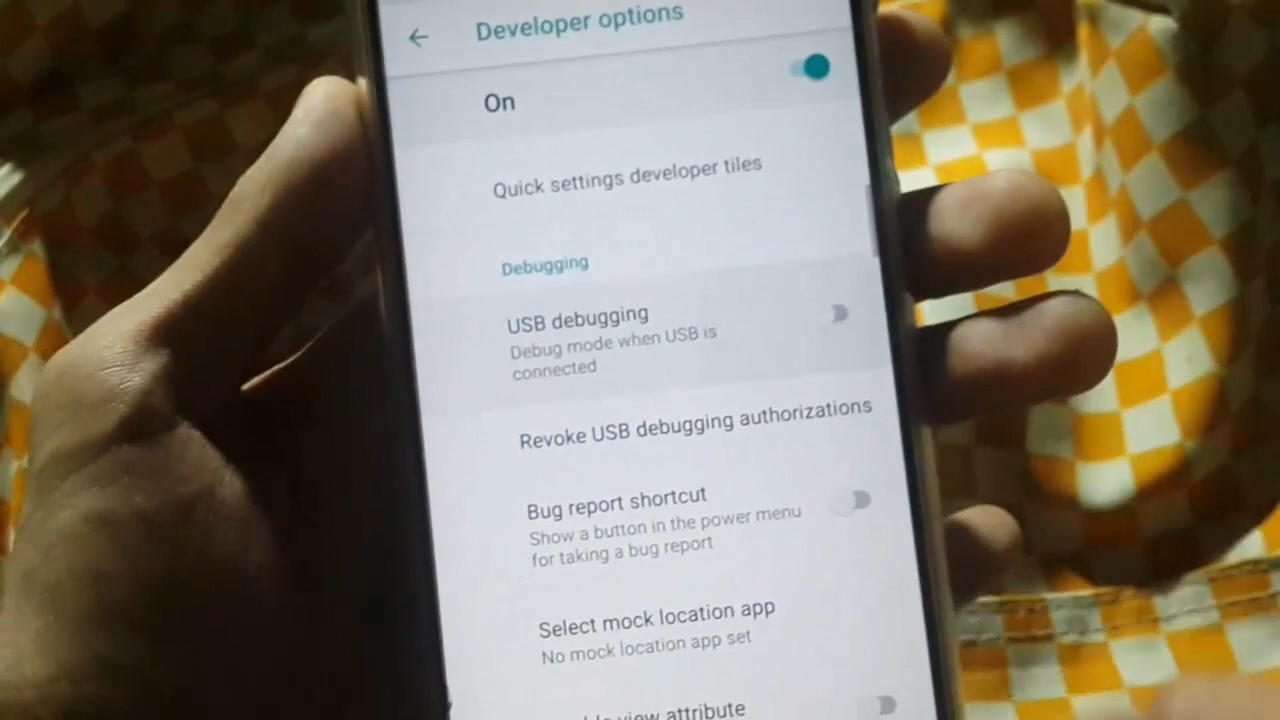 Developer options
On
Quick settings developer tiles
Debugging
USB debugging
Debug mode when USB is
connected
Revoke USB debugging authorizations
Bug report shortcut
Show a button in the power menu
for taking a bug report
Select mock location app
No mock location app set
view attribute